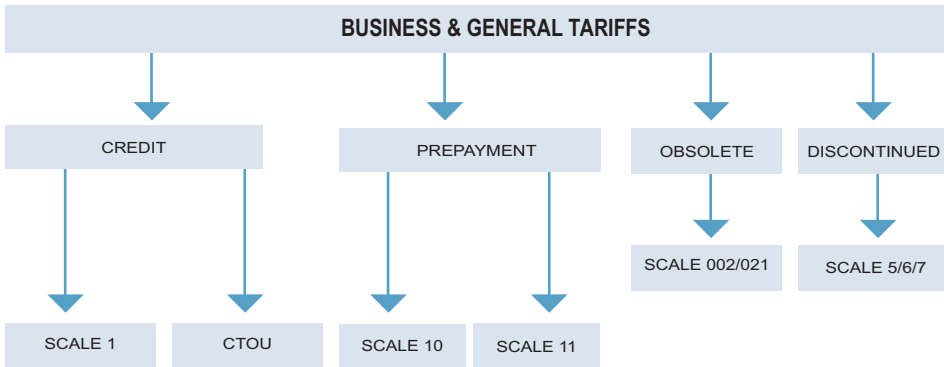 BUSINESS & GENERAL TARIFFS
CREDIT
PREPAYMENT
OBSOLETE
DISCONTINUED
SCALE 002/021
SCALE 5/6/7
SCALE 1
CTOU
SCALE 10
SCALE 11